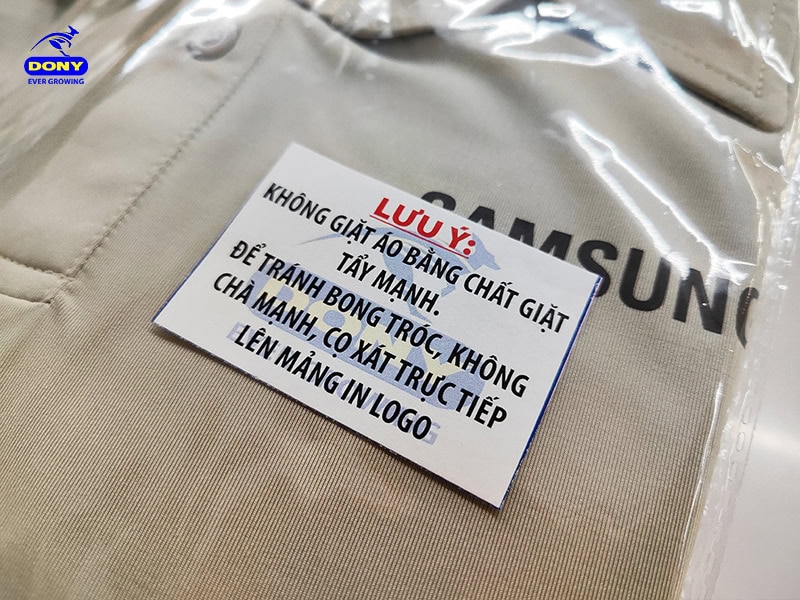 DONY
EVER GROWING
SAMSUNG
LƯU Ý:
KHÔNG GIẶT ÁO BẰNG CHẤT GIẶT
TẨY MẠNH.
ĐỂ TRÁNH BONG TRÓC, KHÔNG
CHÀ MẠNH, CỌ XÁT TRỰC TIẾP
LÊN MẢNG IN LOGO
DONY